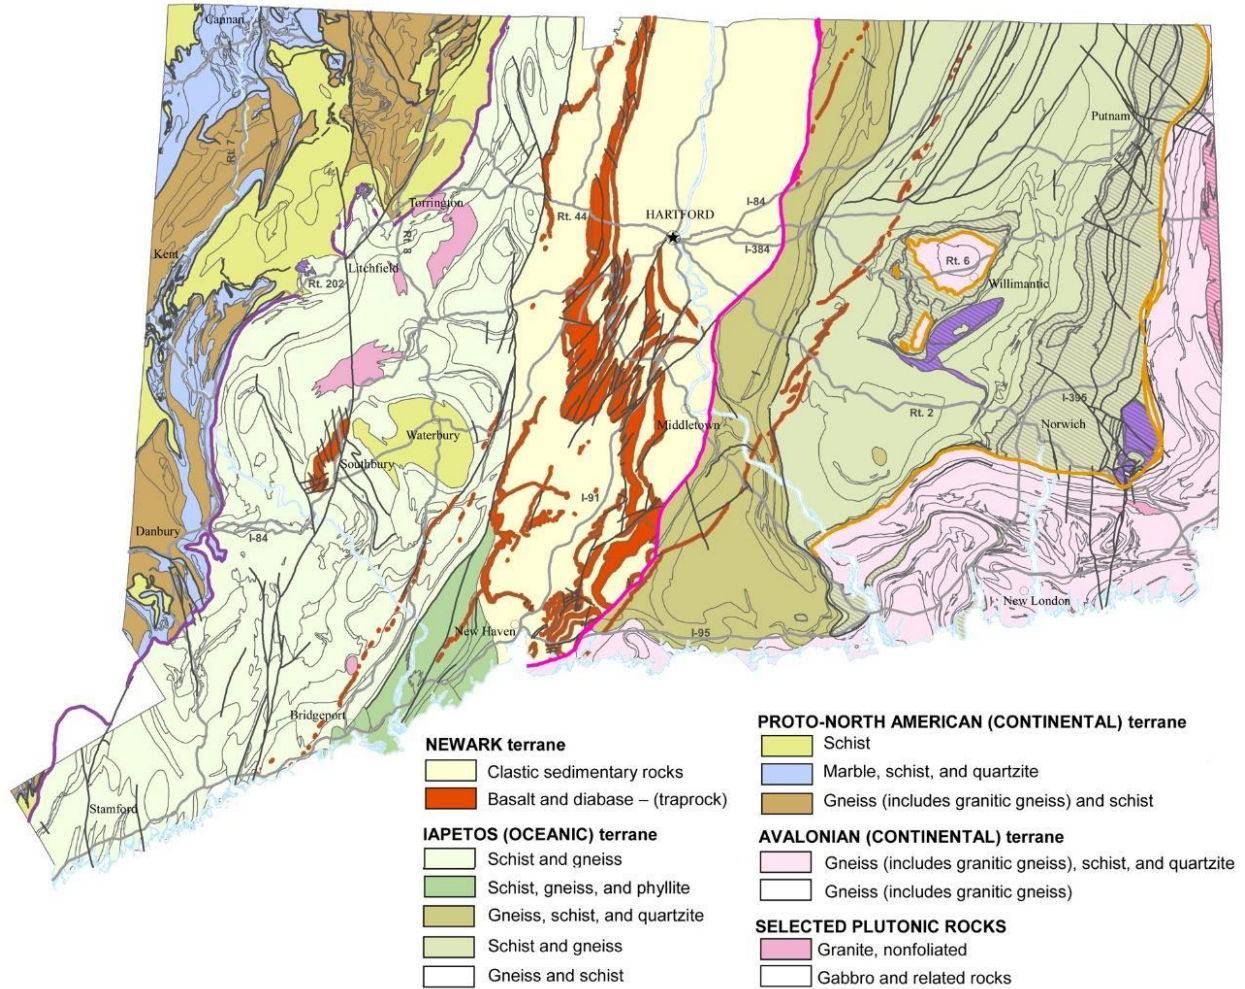 Cannan
Rt. 7
Putnam
Torrington
Rt. 44
HARTFORD
I-84
I-384
Rt. 8
Kent
Litchfield
Rt. 202
Rt. 6
Willimantic
I-395
Rt. 2
Norwich
Middletown
Waterbury
Southbury
I-91
Danbury
I-84
New London
New Haven
I-95
Bridgeport
Stamford
NEWARK terrane
Clastic sedimentary rocks
Basalt and diabase – (traprock)
IAPETOS (OCEANIC) terrane
Schist and gneiss
Schist, gneiss, and phyllite
Gneiss, schist, and quartzite
Schist and gneiss
Gneiss and schist
PROTO-NORTH AMERICAN (CONTINENTAL) terrane
Schist
Marble, schist, and quartzite
Gneiss (includes granitic gneiss) and schist
AVALONIAN (CONTINENTAL) terrane
Gneiss (includes granitic gneiss), schist, and quartzite
Gneiss (includes granitic gneiss)
SELECTED PLUTONIC ROCKS
Granite, nonfoliated
Gabbro and related rocks